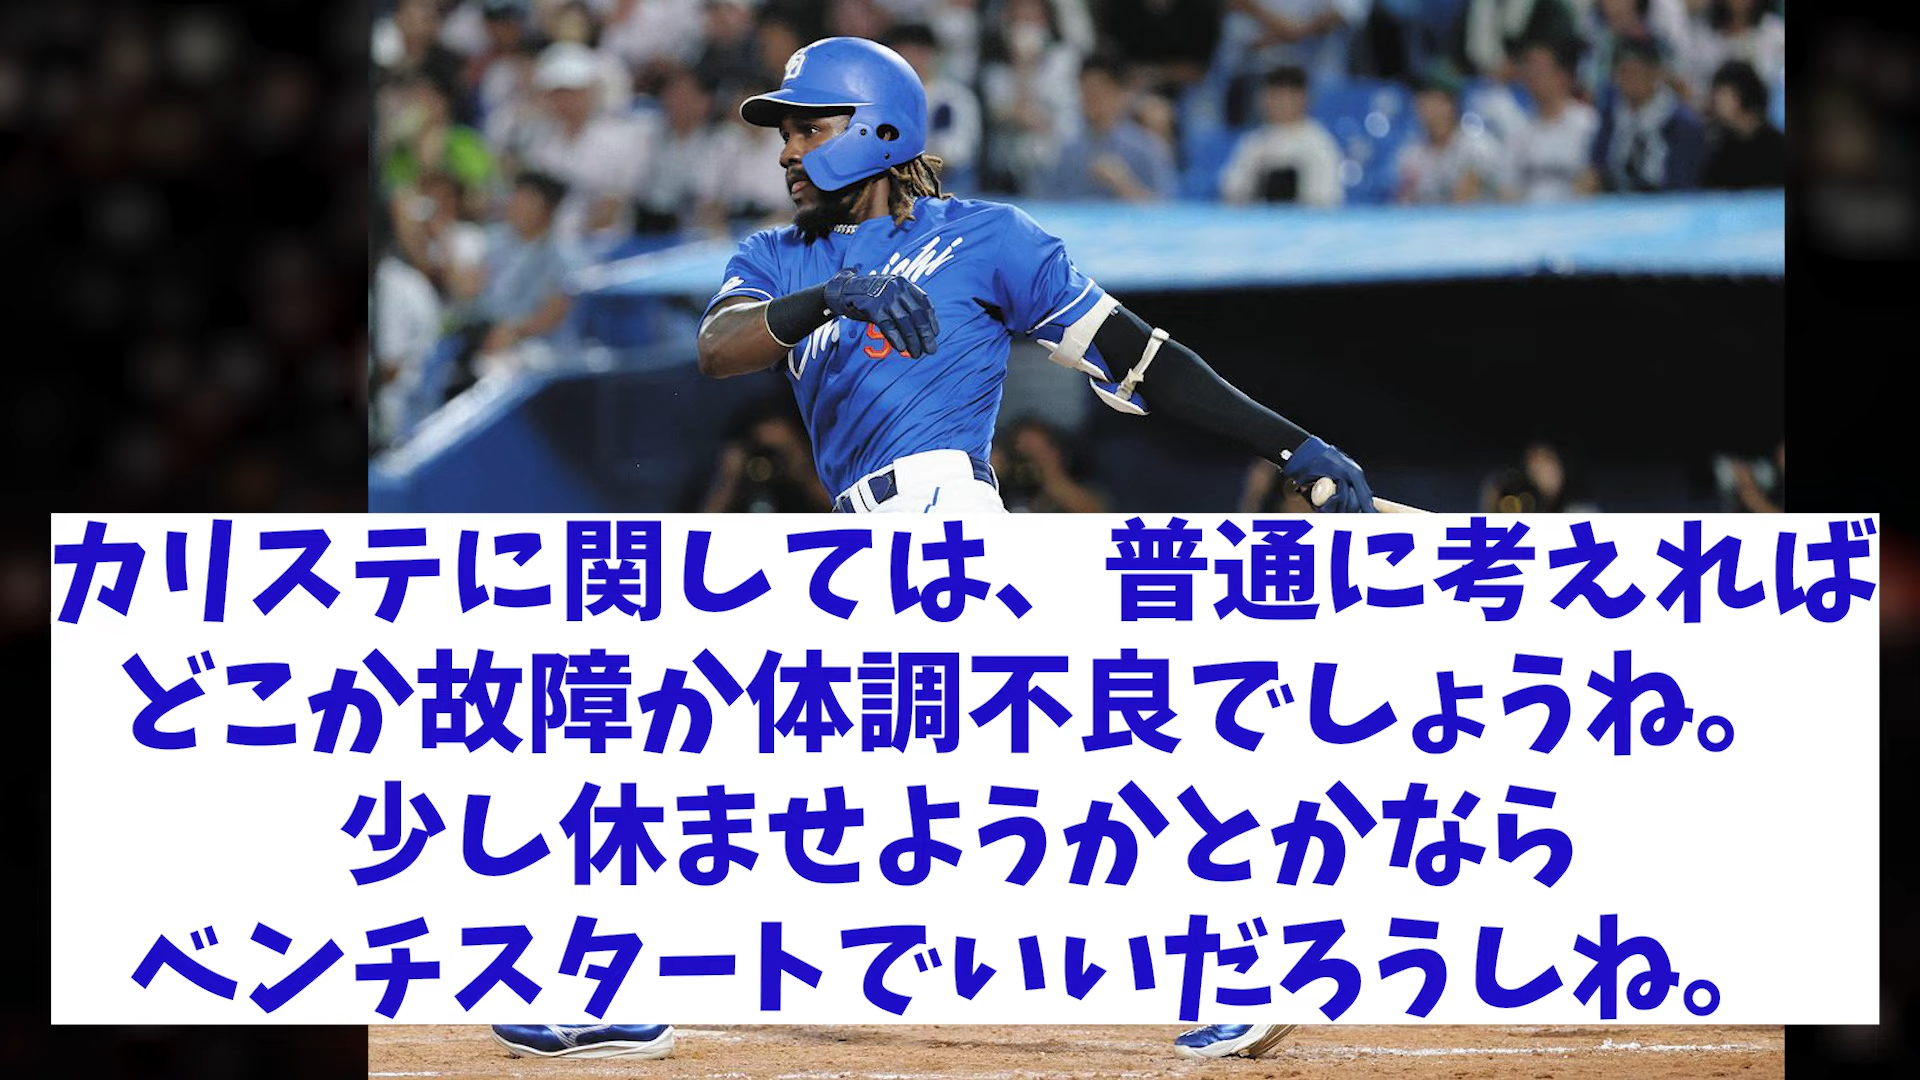 カリステに関しては、普通に考えれば
どこか故障か体調不良でしょうね。
少し休ませようかとかなら
ベンチスタートでいいだろうしね。